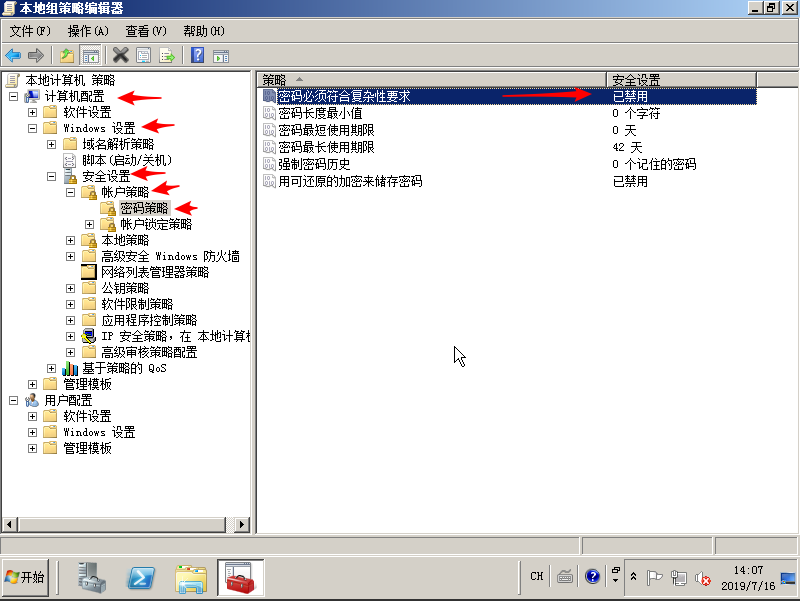 本地组策略编辑器
文件(F) 操作(A) 查看(V) 帮助(H)
本地计算机 策略
计算机配置
软件设置
Windows 设置
域名解析策略
脚本(启动/关机)
安全设置
帐户策略
密码策略
帐户锁定策略
本地策略
高级安全 Windows 防火墙
网络列表管理器策略
公钥策略
软件限制策略
应用程序控制策略
IP 安全策略，在 本地计算机
高级审核策略配置
基于策略的 QoS
管理模板
用户配置
软件设置
Windows 设置
管理模板
策略 安全设置
密码必须符合复杂性要求 已禁用
密码长度最小值 0 个字符
密码最短使用期限 0 天
密码最长使用期限 42 天
强制密码历史 0 个记住的密码
用可还原的加密来储存密码 已禁用
开始
CH
14:07
2019/7/16